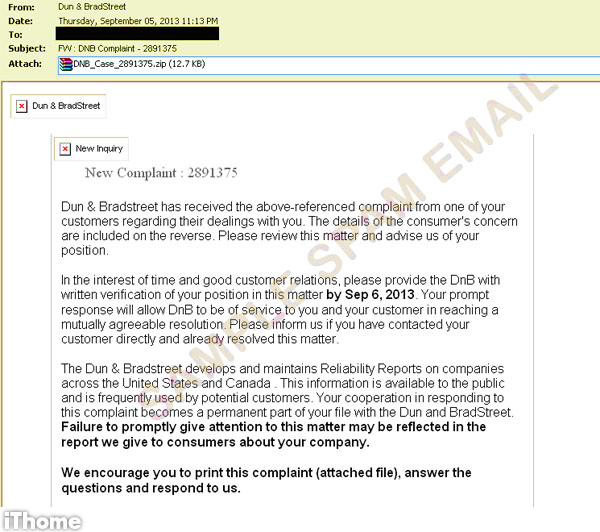 From: Dun & BradStreet
Date: Thursday, September 05, 2013 11:13 PM
To:
Subject: FW : DNB Complaint - 2891375
Attach: DNB_Case_2891375.zip (12.7 KB)
Dun & BradStreet
New Inquiry
New Complaint : 2891375
Dun & Bradstreet has received the above-referenced complaint from one of your
customers regarding their dealings with you. The details of the consumer's concern
are included on the reverse. Please review this matter and advise us of your
position.
In the interest of time and good customer relations, please provide the DnB with
written verification of your position in this matter by Sep 6, 2013. Your prompt
response will allow DnB to be of service to you and your customer in reaching a
mutually agreeable resolution. Please inform us if you have contacted your
customer directly and already resolved this matter.
The Dun & Bradstreet develops and maintains Reliability Reports on companies
across the United States and Canada . This information is available to the public
and is frequently used by potential customers. Your cooperation in responding to
this complaint becomes a permanent part of your file with the Dun and BradStreet.
Failure to promptly give attention to this matter may be reflected in the
report we give to consumers about your company.
We encourage you to print this complaint (attached file), answer the
questions and respond to us.
SAMPLE SPAM EMAIL
iThome